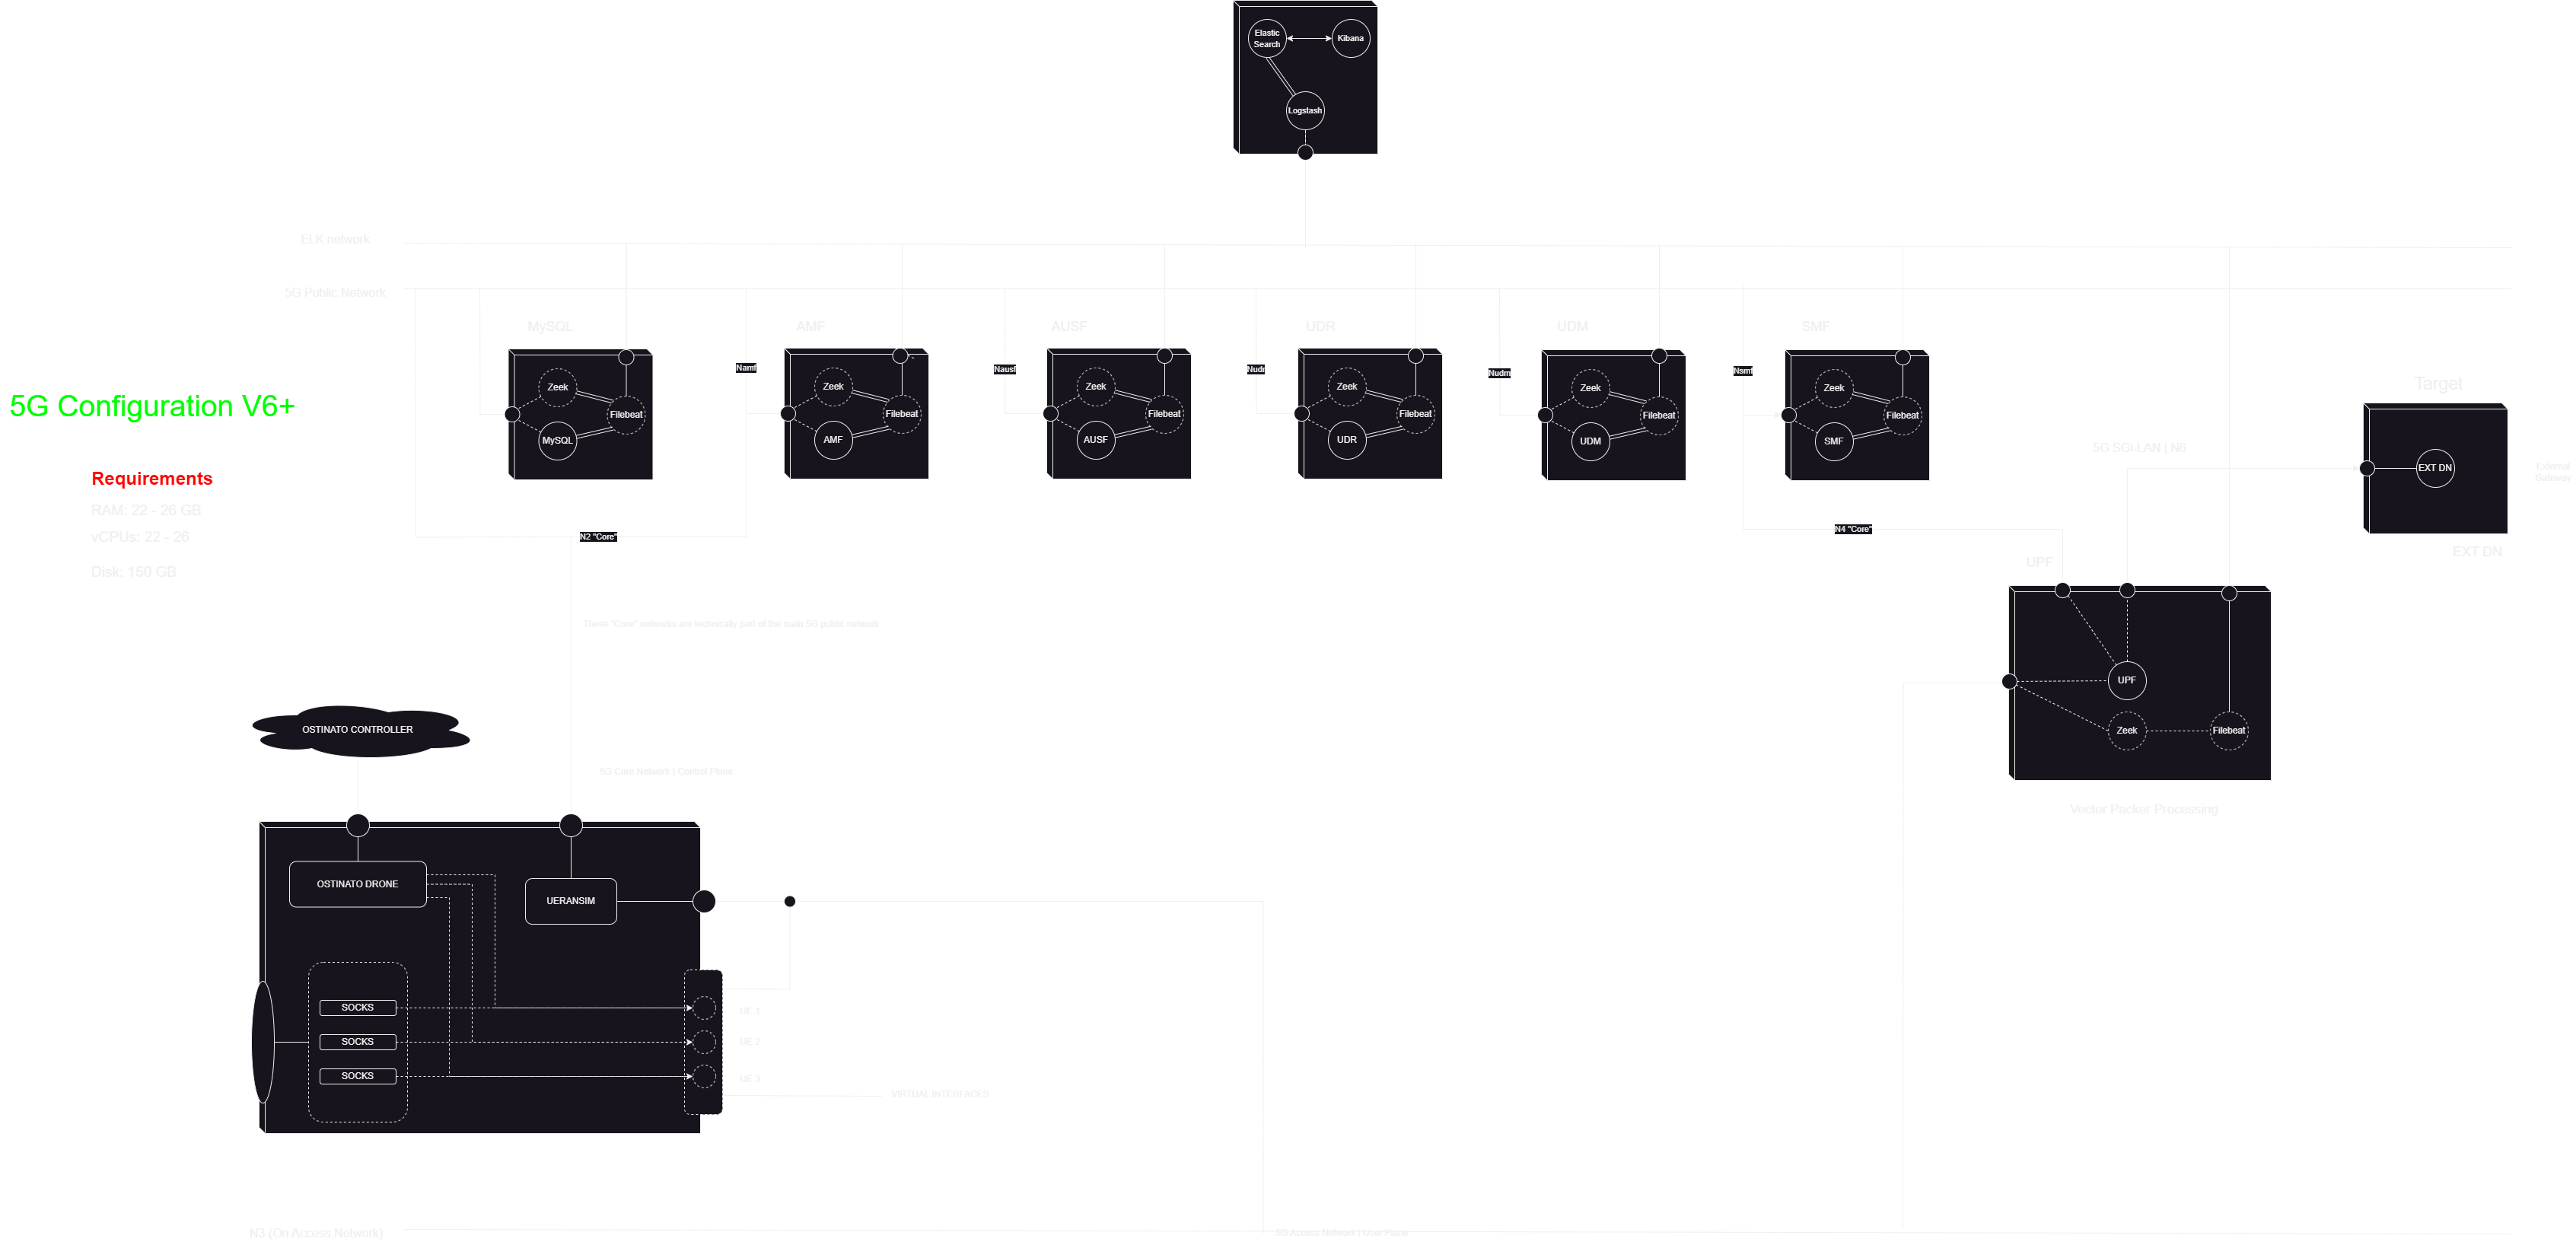 Elastic
Search
Kibana
Logstash
ELK network
5G Public Network
MySQL
AMF
AUSF
UDR
UDM
SMF
Namf
Nausf
Nudr
Nudm
Nsmf
Zeek
Filebeat
MySQL
Zeek
Filebeat
AMF
Zeek
Filebeat
AUSF
Zeek
Filebeat
UDR
Zeek
Filebeat
UDM
Zeek
Filebeat
SMF
5G Configuration V6+
Requirements
RAM: 22 - 26 GB
vCPUs: 22 - 26
Disk: 150 GB
Target
5G SGi-LAN | N6
EXT DN
External
Gateway
EXT DN
N2 "Core"
N4 "Core"
UPF
These "Core" networks are technically part of the main 5G public network
UPF
Zeek
Filebeat
Vector Packer Processing
OSTINATO CONTROLLER
5G Core Network | Control Plane
OSTINATO DRONE
UERANSIM
SOCKS
SOCKS
SOCKS
UE 1
UE 2
UE 3
VIRTUAL INTERFACES
N3 (On Access Network)
5G Access Network | User Plane